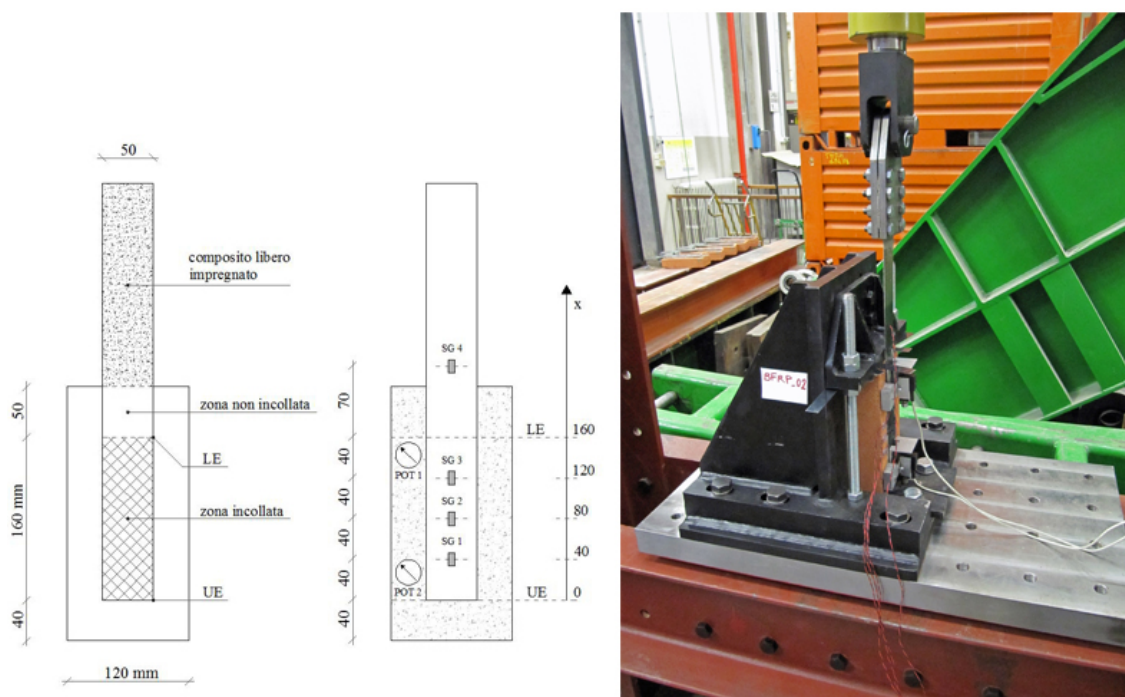 50
composito libero
impregnato
50
zona non incollata
LE
160 mm
zona incollata
UE
40
120 mm
x
SG 4
70
LE
160
POT 1
40
SG 3
120
40
SG 2
80
40
SG 1
40
40
POT 2
UE
0
40
BFRP_02